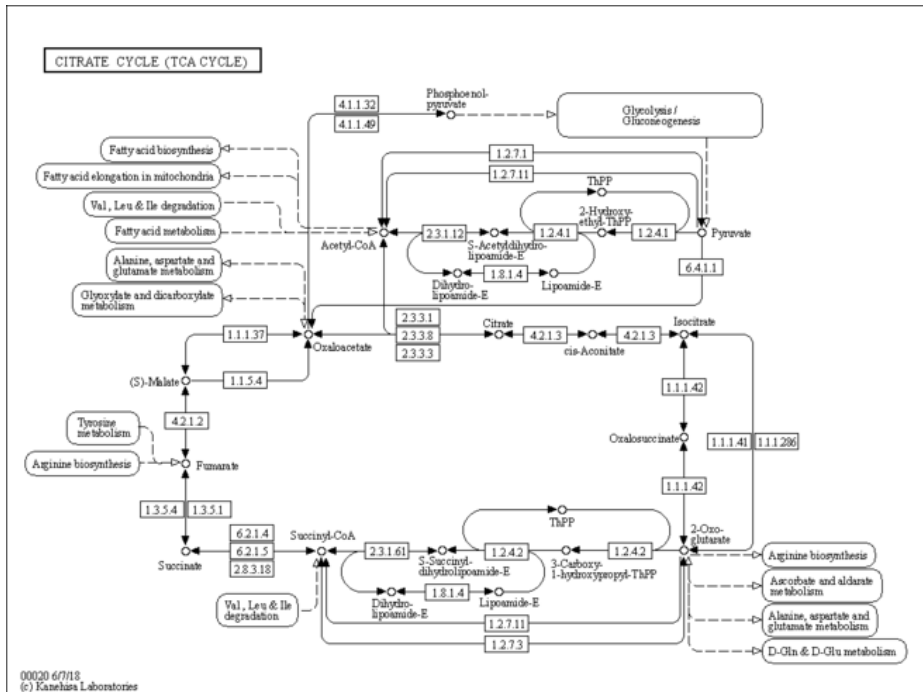 CITRATE CYCLE (TCA CYCLE)
Phosphoenol-
pyruvate
4.1.1.32
4.1.1.49
Glycolysis /
Gluconeogenesis
Fatty acid biosynthesis
Fatty acid elongation in mitochondria
Val, Leu & Ile degradation
Fatty acid metabolism
Alanine, aspartate and
glutamate metabolism
Glyoxylate and dicarboxylate
metabolism
1.2.7.1
1.2.7.11
ThPP
2-Hydroxy-
ethyl-ThPP
Acetyl-CoA
2.3.1.12
S-Acetyldihydro-
lipoamide-E
1.2.4.1
1.2.4.1
Pyruvate
6.4.1.1
Dihydro-
lipoamide-E
1.8.1.4
Lipoamide-E
1.1.1.37
Oxaloacetate
2.3.3.1
2.3.3.8
2.3.3.3
Citrate
4.2.1.3
cis-Aconitate
4.2.1.3
Isocitrate
(S)-Malate
1.1.5.4
1.1.1.42
4.2.1.2
Tyrosine
metabolism
Arginine biosynthesis
Fumarate
Oxalosuccinate
1.1.1.41
1.1.1.286
1.1.1.42
1.3.5.4
1.3.5.1
ThPP
6.2.1.4
6.2.1.5
2.8.3.18
Succinate
Succinyl-CoA
2.3.1.61
S-Succinyl-
dihydrolipoamide-E
1.2.4.2
3-Carboxy-
1-hydroxypropyl-ThPP
1.2.4.2
2-Oxo-
glutarate
Arginine biosynthesis
Ascorbate and aldarate
metabolism
Alanine, aspartate and
glutamate metabolism
D-Gln & D-Glu metabolism
Val, Leu & Ile
degradation
Dihydro-
lipoamide-E
1.8.1.4
Lipoamide-E
1.2.7.11
1.2.7.3
00020 6/7/18
(c) Kanehisa Laboratories